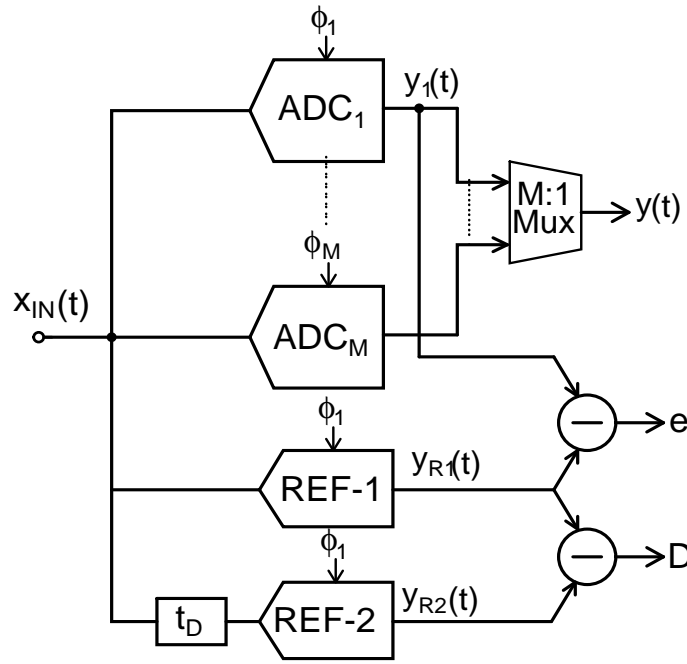 ϕ1
ADC1
y1(t)
M:1
Mux
y(t)
ϕM
xIN(t)
ADCM
e
ϕ1
REF-1
yR1(t)
ϕ1
D
tD
REF-2
yR2(t)